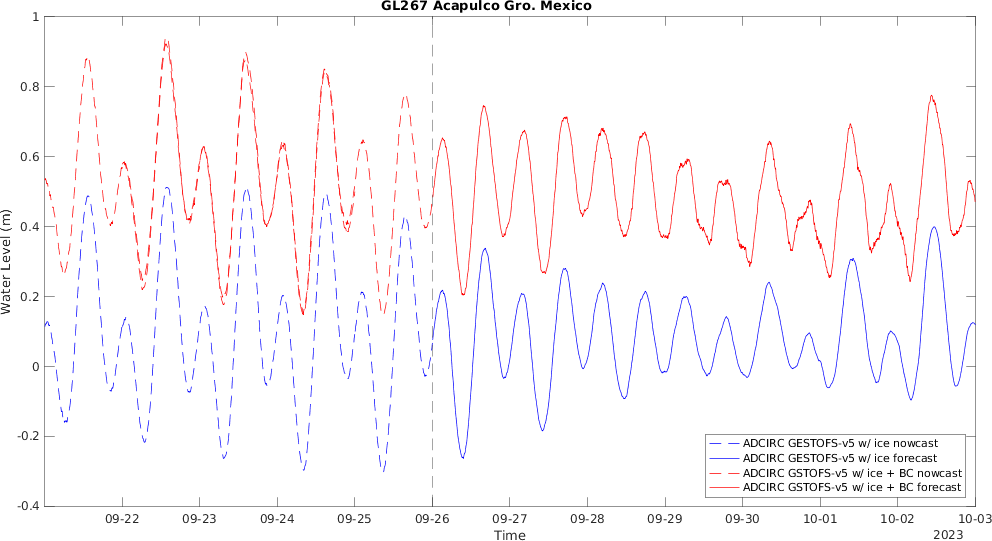 GL267 Acapulco Gro. Mexico
Water Level (m)
1
0.8
0.6
0.4
0.2
0
-0.2
-0.4
09-22 09-23 09-24 09-25 09-26 09-27 09-28 09-29 09-30 10-01 10-02 10-03
Time
2023
ADCIRC GESTOFS-v5 w/ ice nowcast
ADCIRC GESTOFS-v5 w/ ice forecast
ADCIRC GSTOFS-v5 w/ ice + BC nowcast
ADCIRC GSTOFS-v5 w/ ice + BC forecast